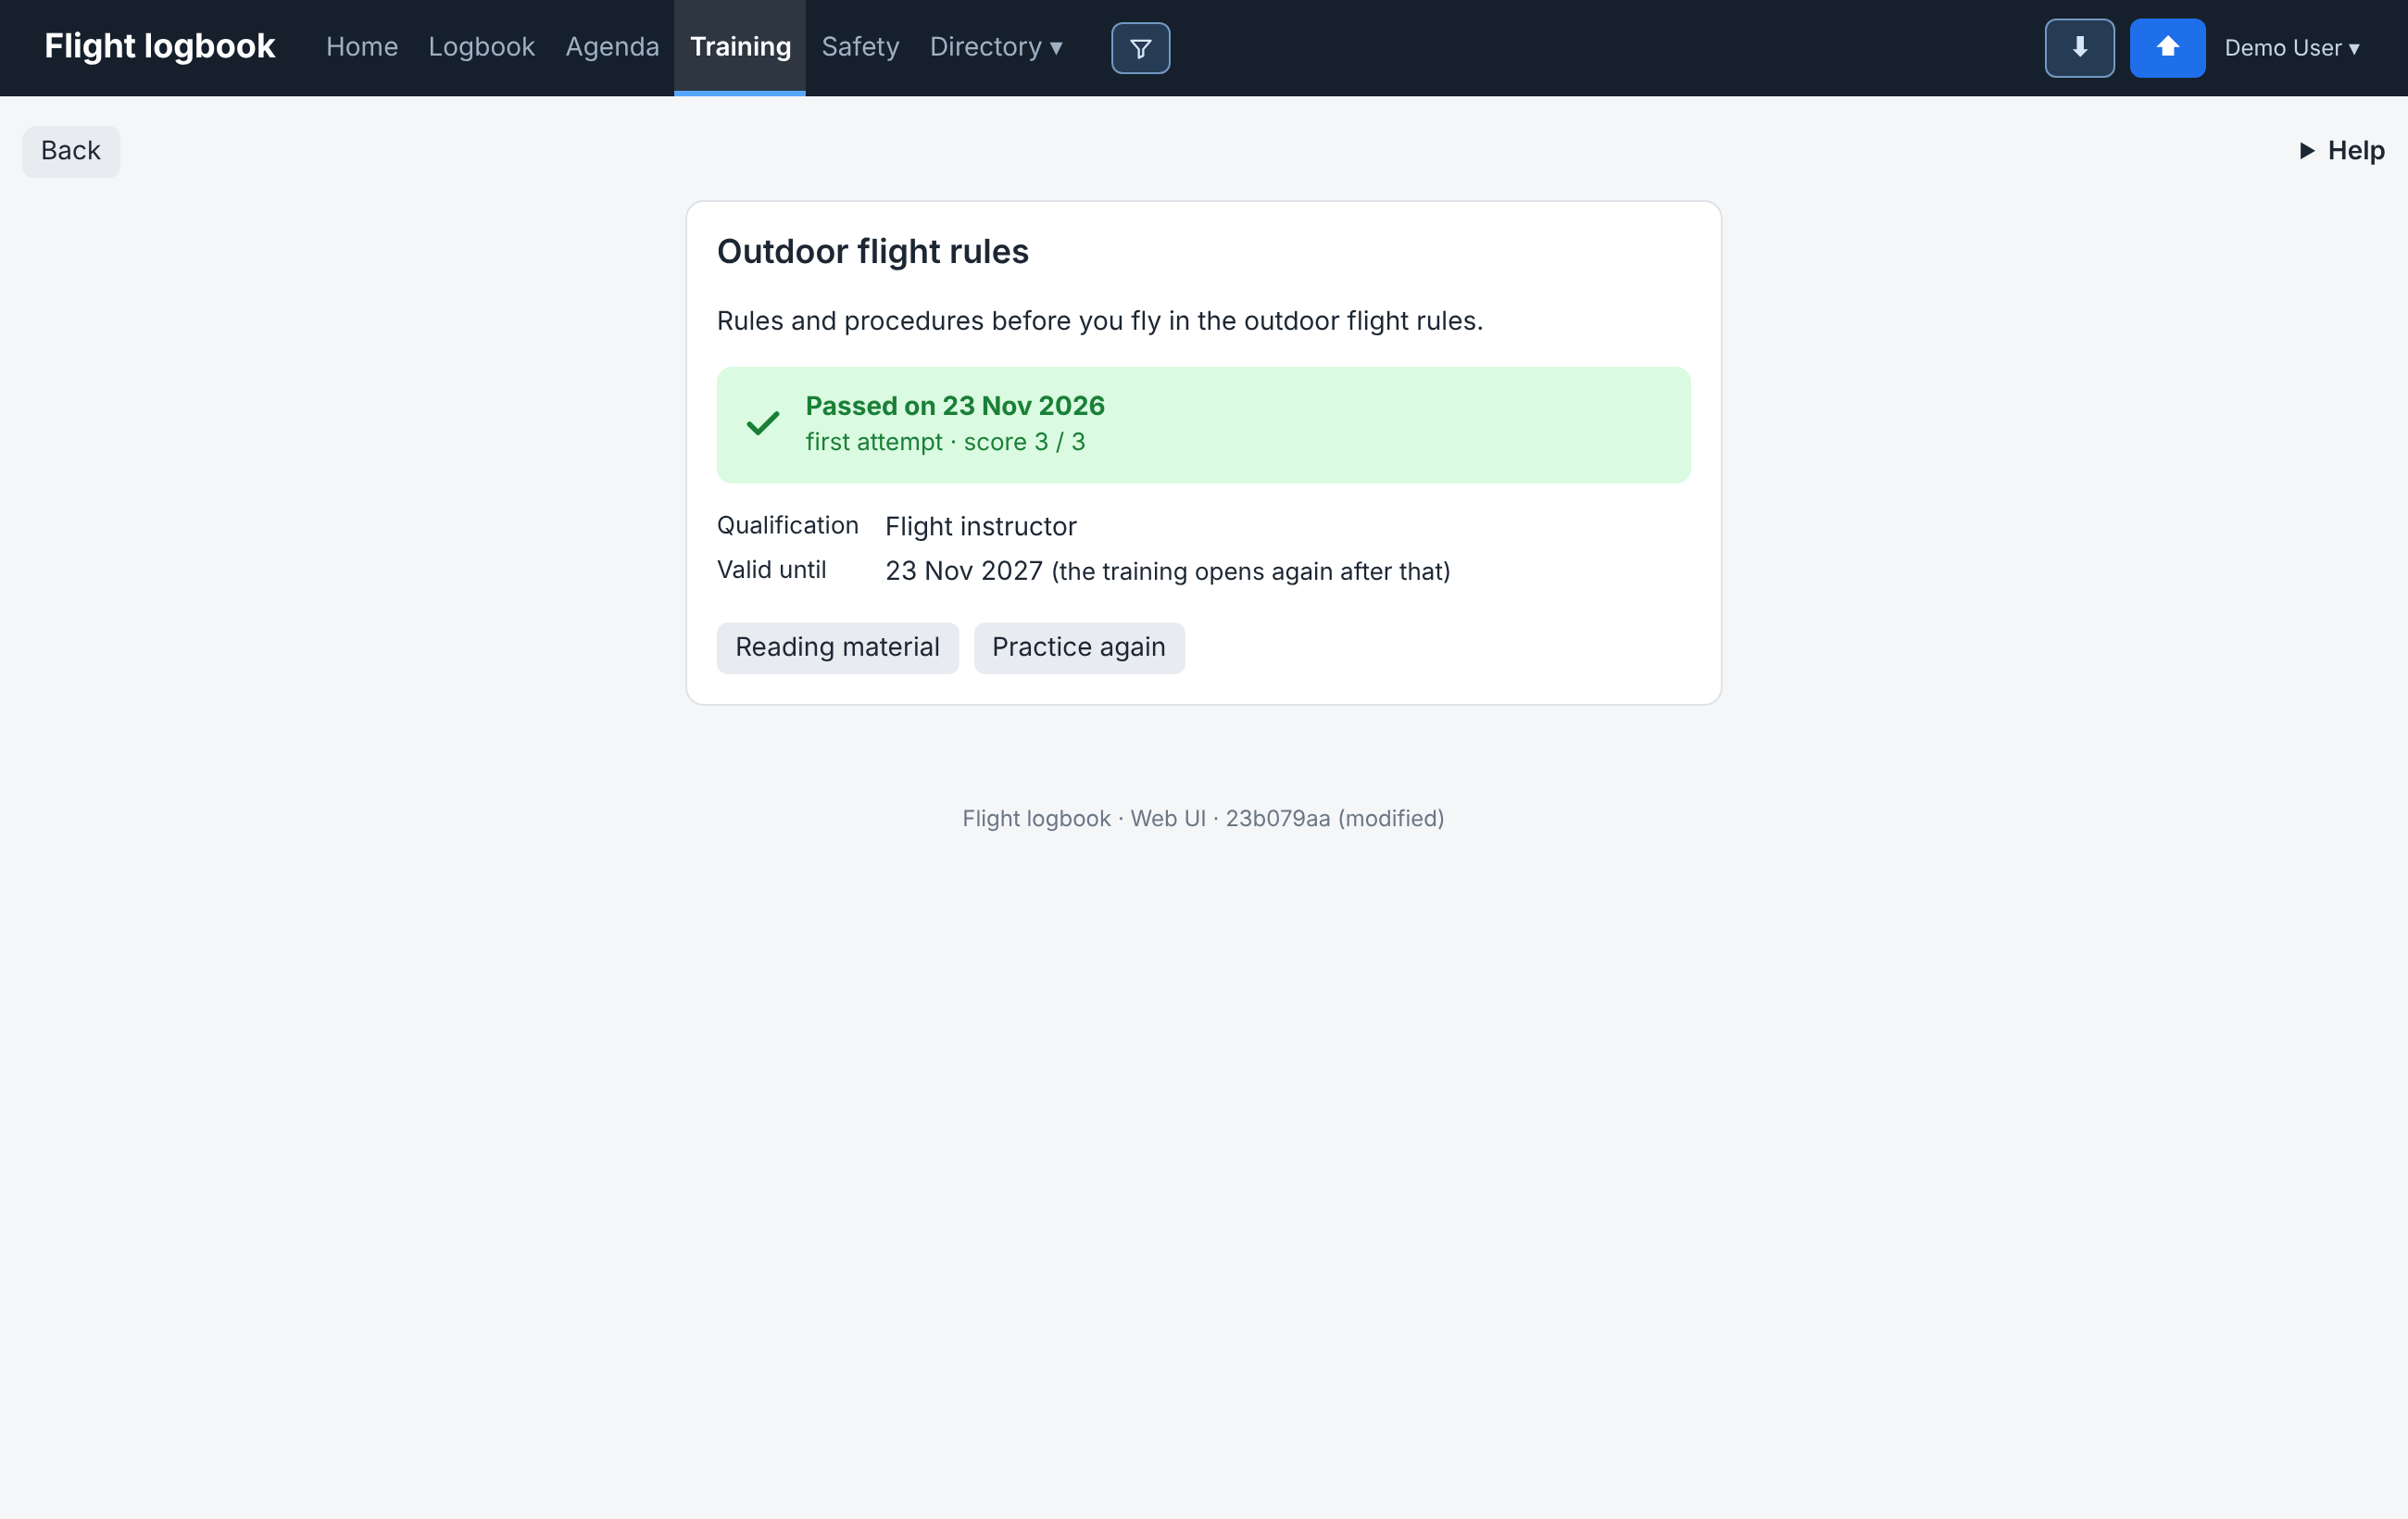 Flight logbook Home Logbook Agenda Training Safety Directory ▾ Demo User ▾
Back Help
Outdoor flight rules
Rules and procedures before you fly in the outdoor flight rules.
Passed on 23 Nov 2026
first attempt · score 3 / 3
Qualification Flight instructor
Valid until 23 Nov 2027 (the training opens again after that)
Reading material Practice again
Flight logbook · Web UI · 23b079aa (modified)